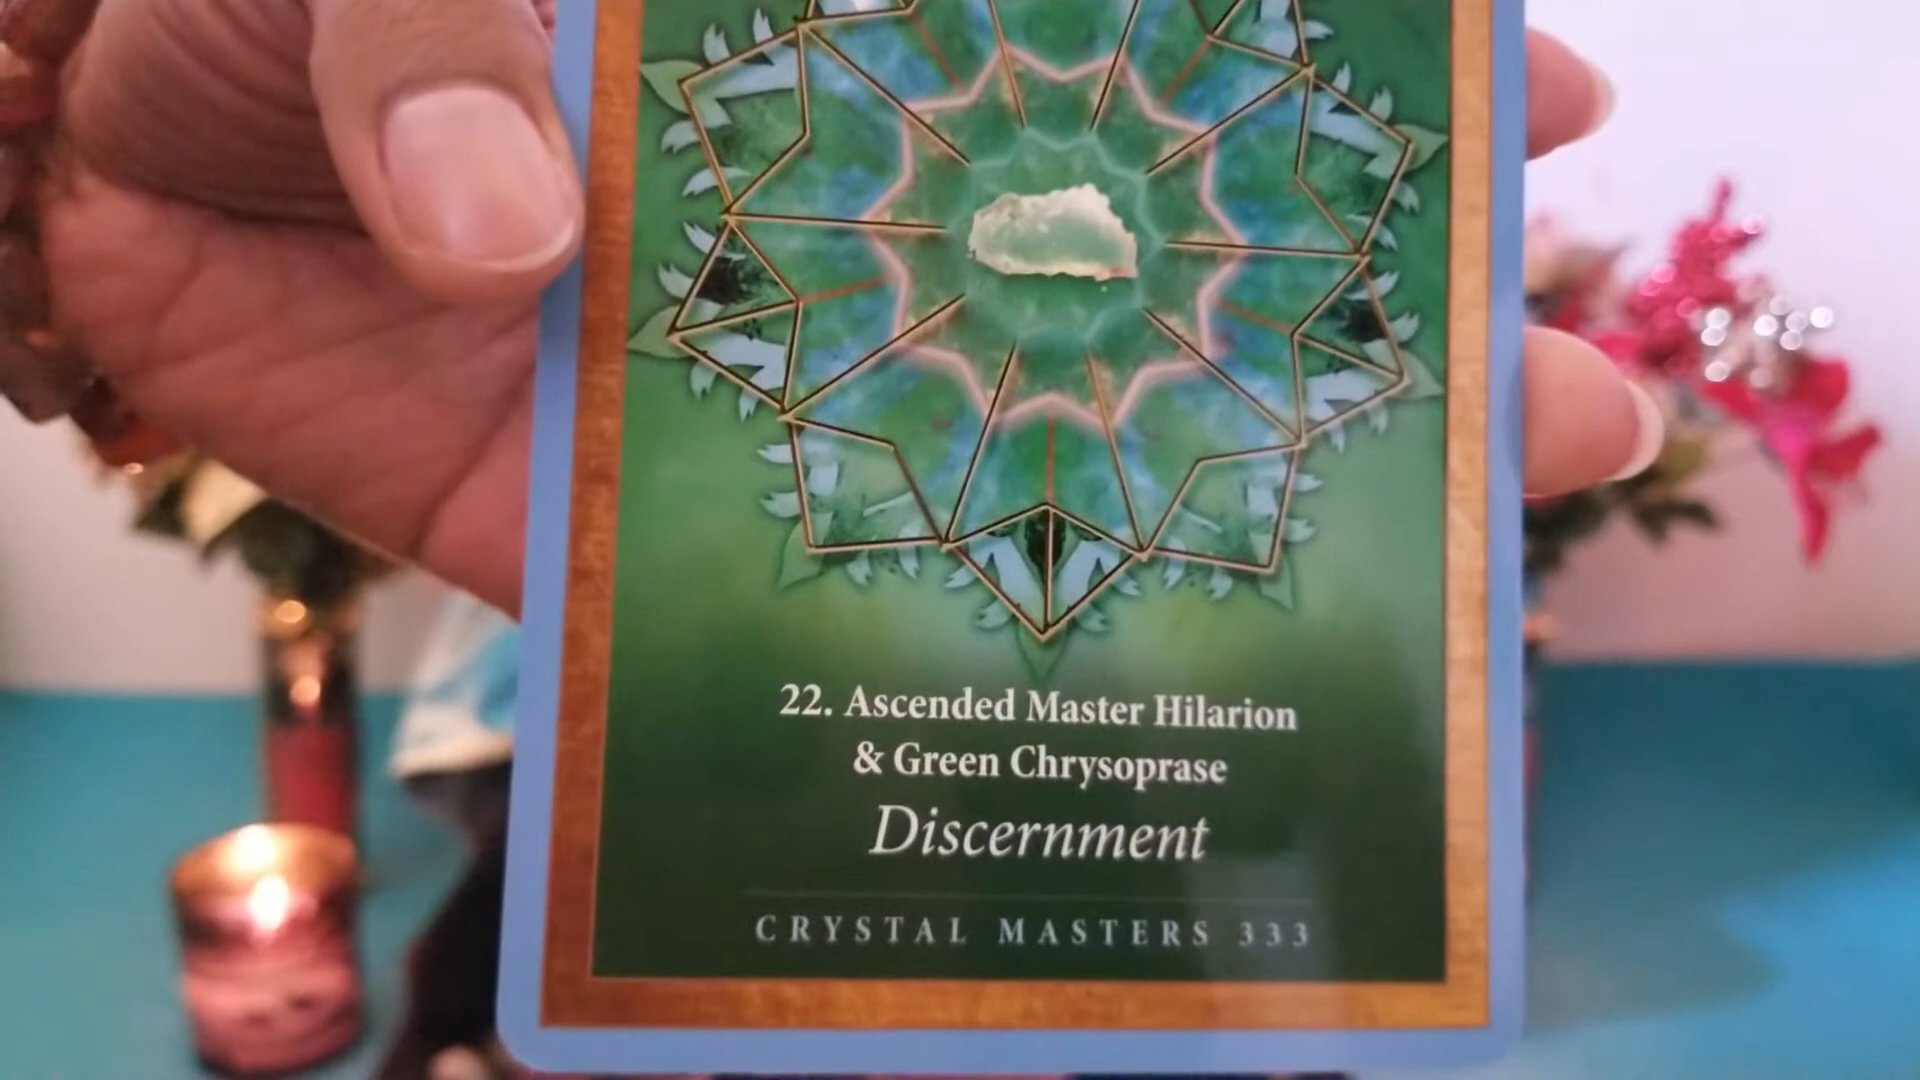 22. Ascended Master Hilarion
& Green Chrysoprase
Discernment
CRYSTAL MASTERS 333